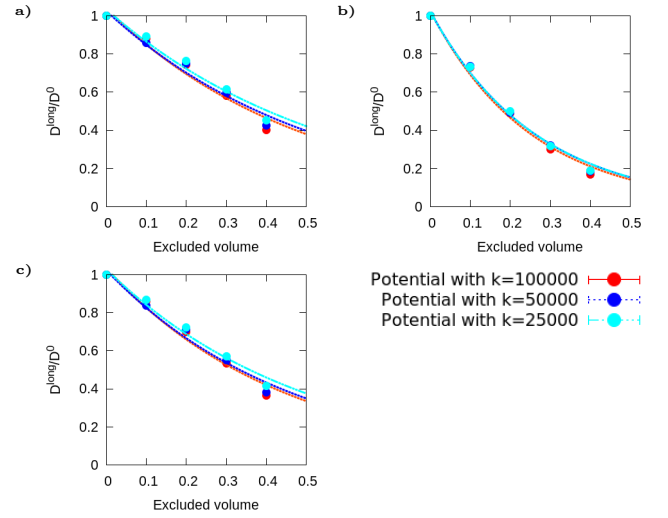 a)
1
0.8
0.6
0.4
0.2
0
D^long/D^0
0 0.1 0.2 0.3 0.4 0.5
Excluded volume
b)
1
0.8
0.6
0.4
0.2
0
D^long/D^0
0 0.1 0.2 0.3 0.4 0.5
Excluded volume
c)
1
0.8
0.6
0.4
0.2
0
D^long/D^0
0 0.1 0.2 0.3 0.4 0.5
Excluded volume
Potential with k=100000
Potential with k=50000
Potential with k=25000